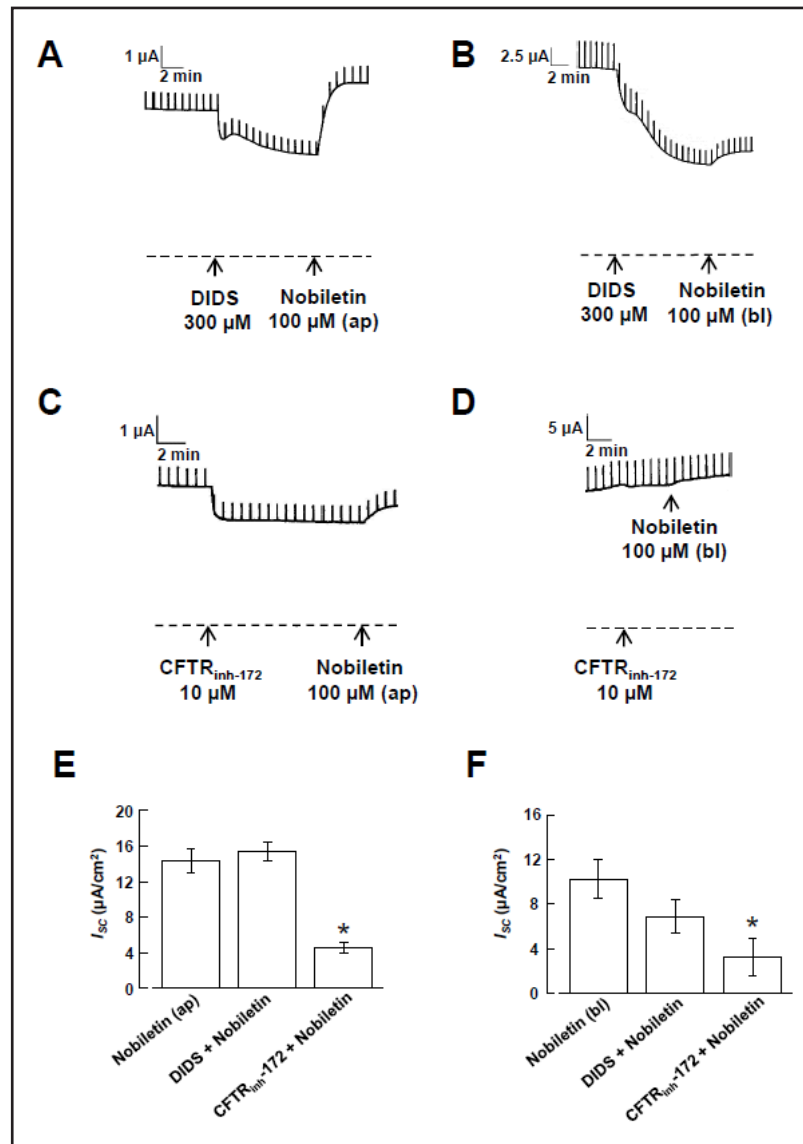 A
1 µA
2 min
DIDS
300 µM
Nobiletin
100 µM (ap)
B
2.5 µA
2 min
DIDS
300 µM
Nobiletin
100 µM (bl)
C
1 µA
2 min
CFTRinh-172
10 µM
Nobiletin
100 µM (ap)
D
5 µA
2 min
Nobiletin
100 µM (bl)
CFTRinh-172
10 µM
E
ISC (µA/cm²)
20
16
12
8
4
0
*
Nobiletin (ap)
DIDS + Nobiletin
CFTRinh-172 + Nobiletin
F
ISC (µA/cm²)
16
12
8
4
0
*
Nobiletin (bl)
DIDS + Nobiletin
CFTRinh-172 + Nobiletin